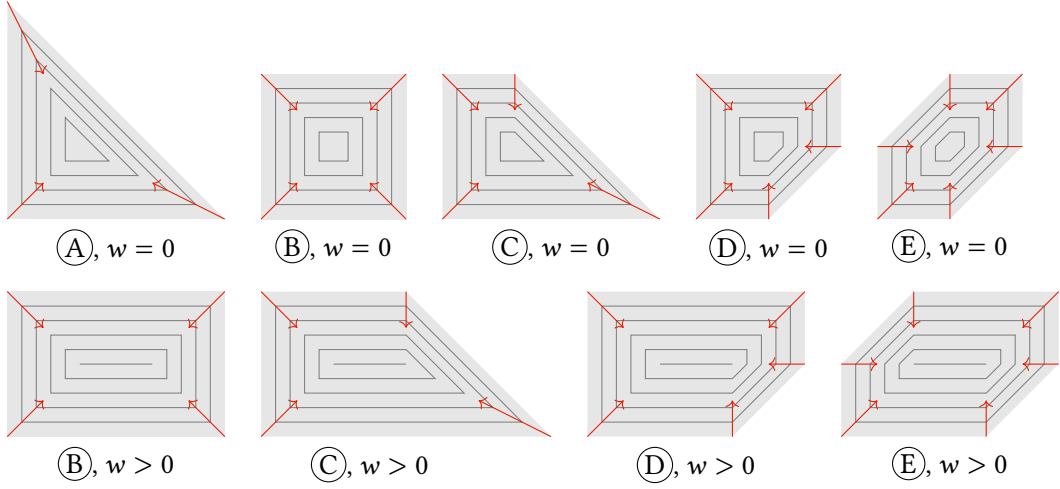 Ⓐ, w = 0
Ⓑ, w = 0
Ⓒ, w = 0
Ⓓ, w = 0
Ⓔ, w = 0
Ⓑ, w > 0
Ⓒ, w > 0
Ⓓ, w > 0
Ⓔ, w > 0